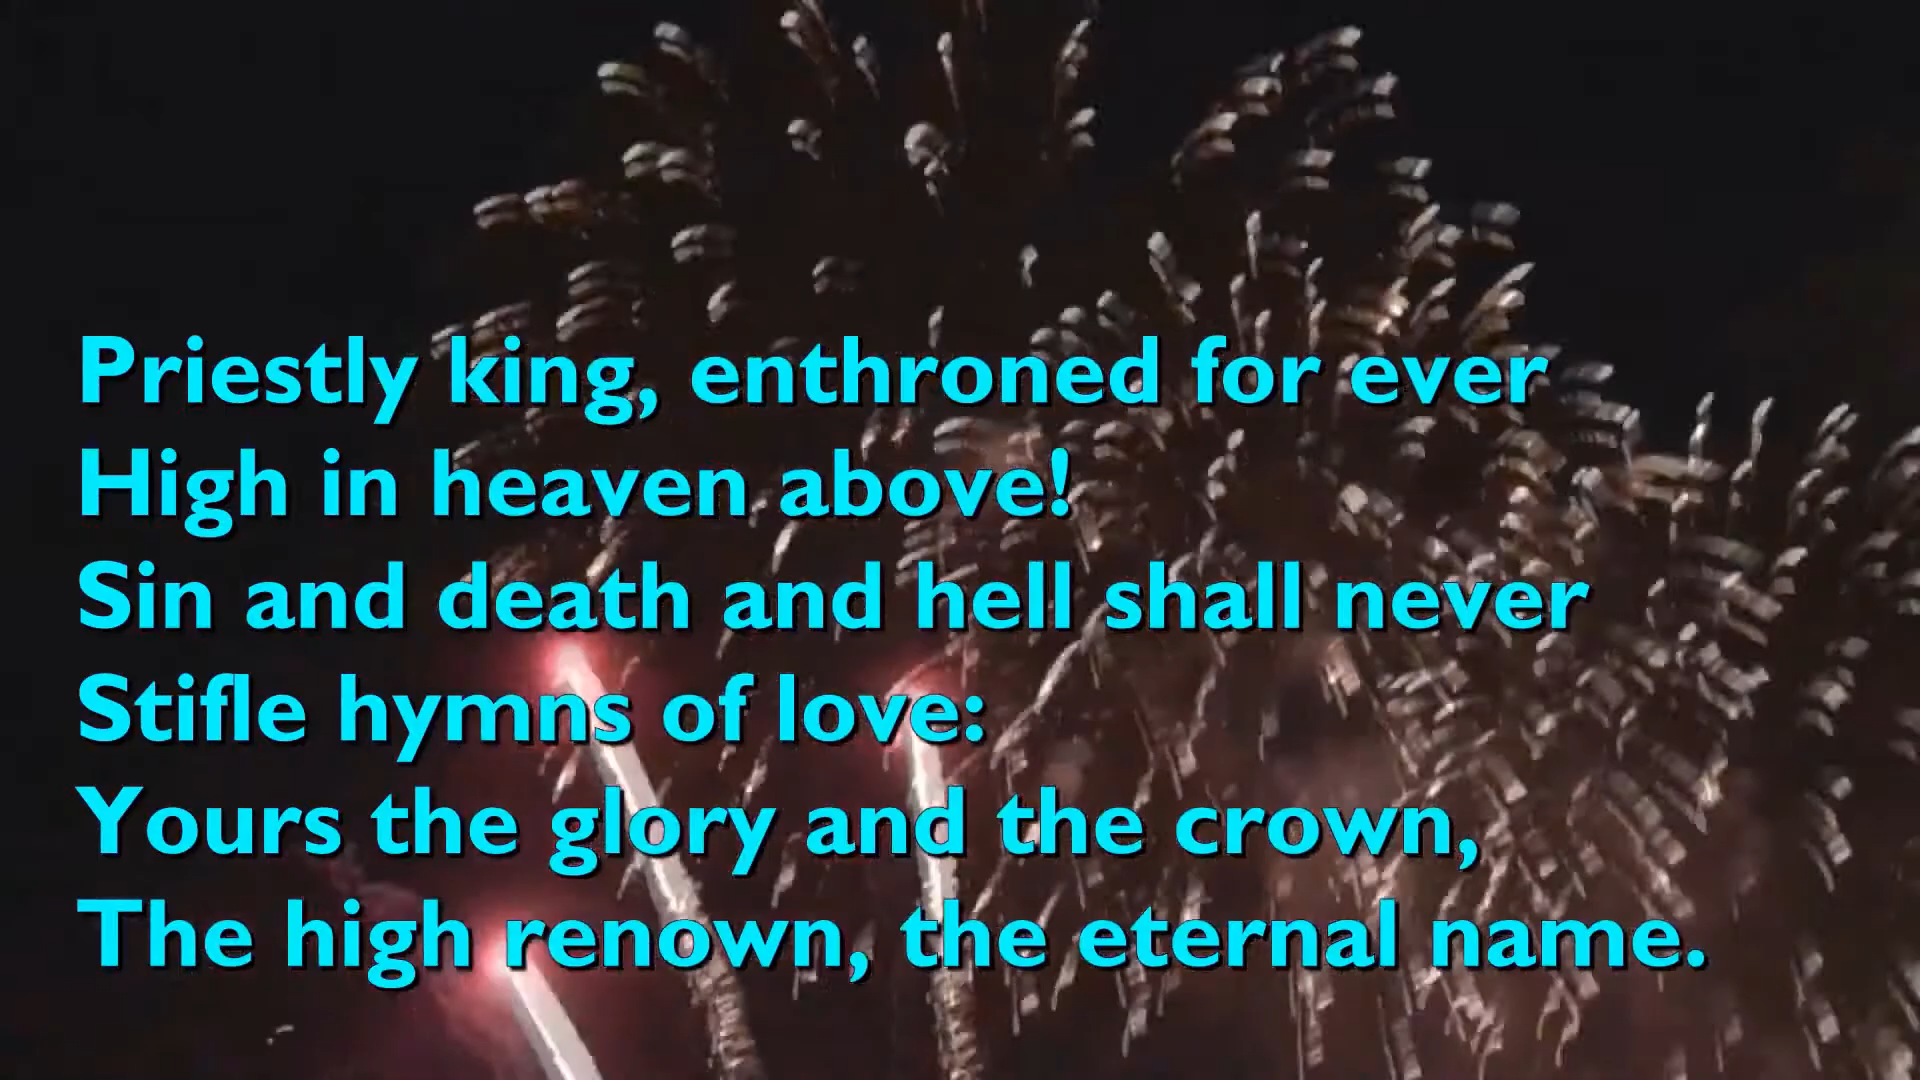 Priestly king, enthroned for ever
High in heaven above!
Sin and death and hell shall never
Stifle hymns of love:
Yours the glory and the crown,
The high renown, the eternal name.